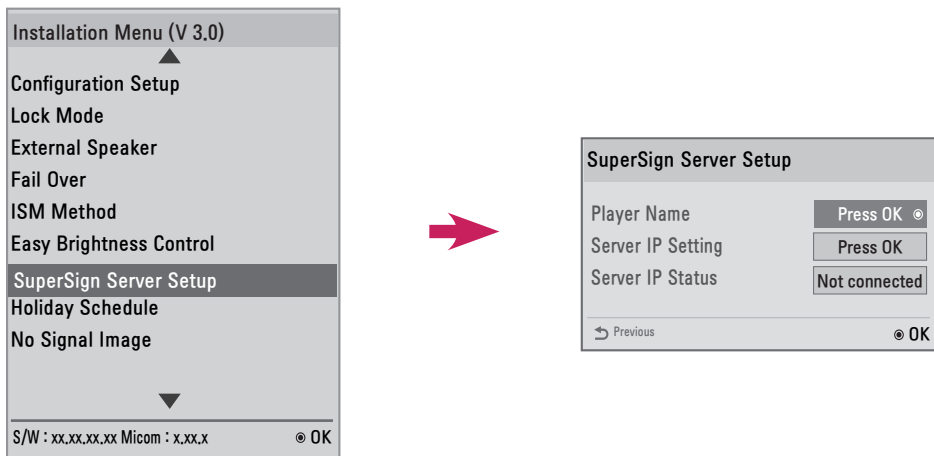 Installation Menu (V 3.0)
Configuration Setup
Lock Mode
External Speaker
Fail Over
ISM Method
Easy Brightness Control
SuperSign Server Setup
Holiday Schedule
No Signal Image
S/W : xx.xx.xx.xx Micom : x.xx.x OK
SuperSign Server Setup
Player Name Press OK
Server IP Setting Press OK
Server IP Status Not connected
Previous OK